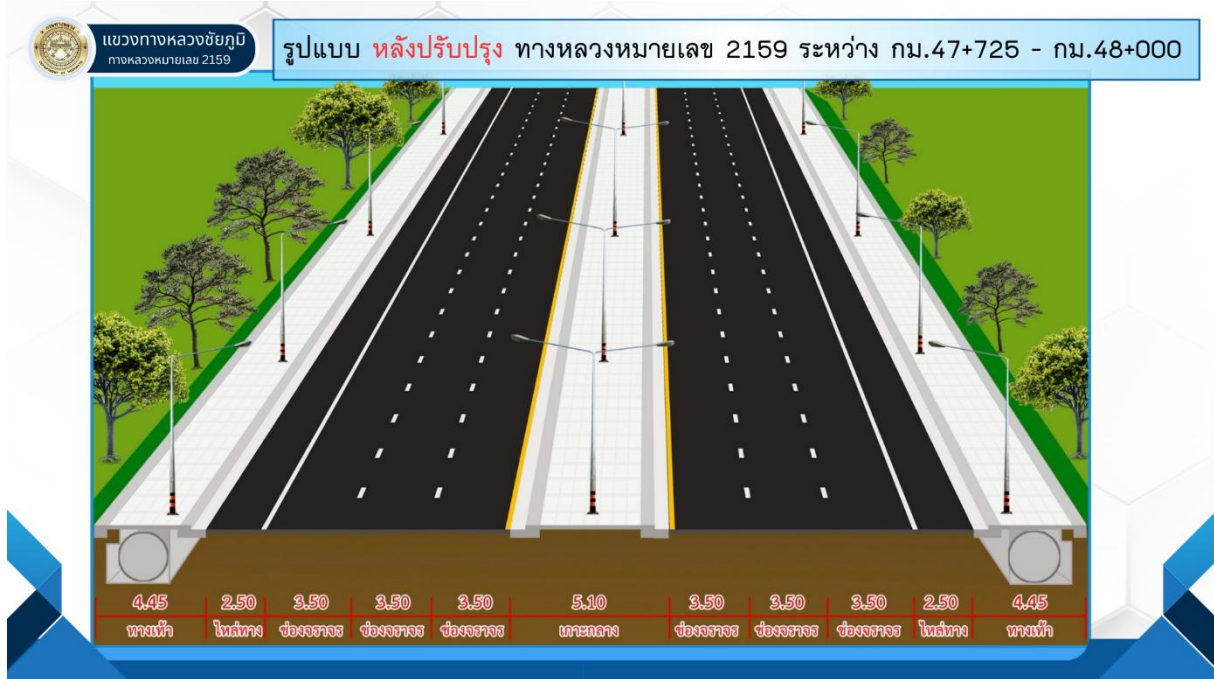 แขวงทางหลวงชัยภูมิ
ทางหลวงหมายเลข 2159
รูปแบบ หลังปรับปรุง ทางหลวงหมายเลข 2159 ระหว่าง กม.47+725 - กม.48+000
4.45 2.50 3.50 3.50 3.50 5.10 3.50 3.50 3.50 2.50 4.45
ทางเท้า ไหล่ทาง ช่องจราจร ช่องจราจร ช่องจราจร เกาะกลาง ช่องจราจร ช่องจราจร ช่องจราจร ไหล่ทาง ทางเท้า